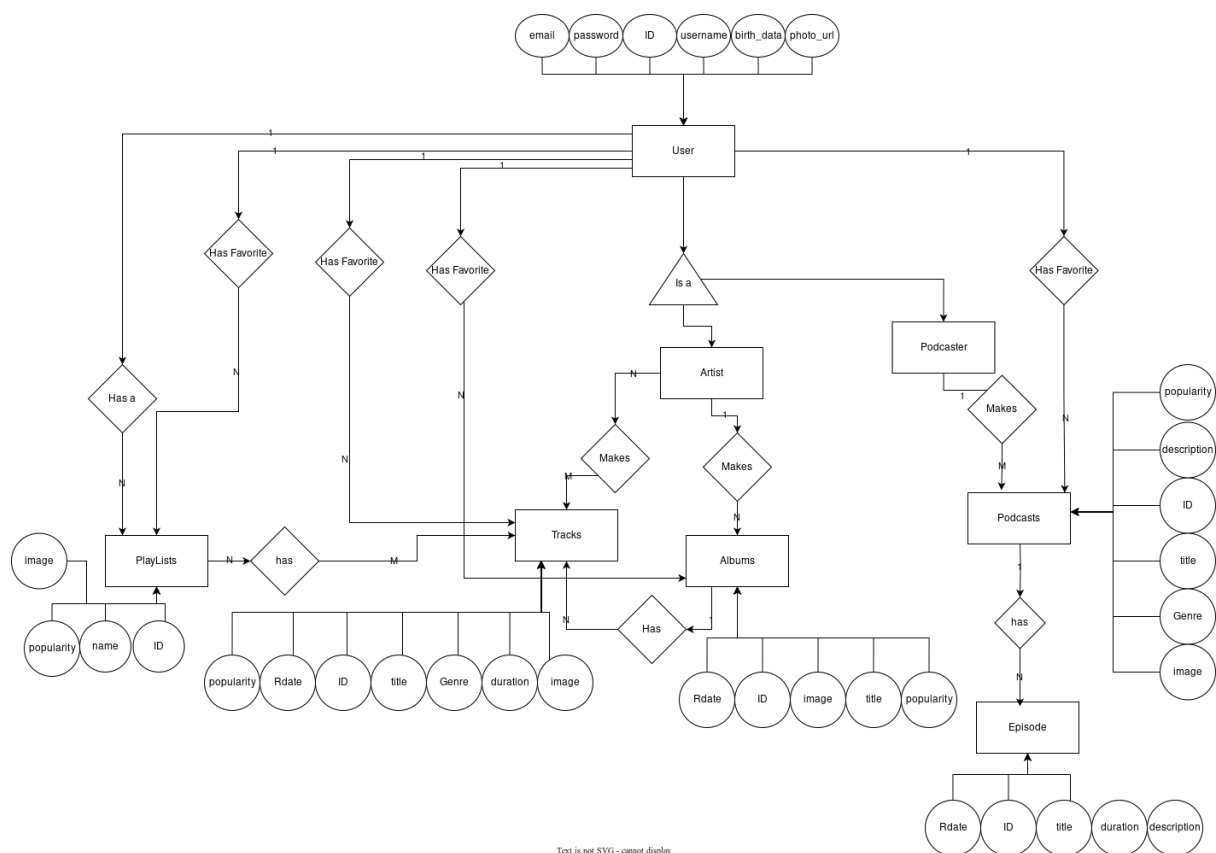 email
password
ID
username
birth_data
photo_url
User
1
1
1
1
1
Has Favorite
Has Favorite
Has Favorite
Has Favorite
Is a
Podcaster
Artist
N
N
N
1
1
N
Has a
Makes
Makes
Makes
popularity
description
ID
title
Genre
image
N
N
M
M
N
Podcasts
Tracks
PlayLists
Albums
image
N
has
M
1
has
Has
N
1
N
popularity
name
ID
popularity
Rdate
ID
title
Genre
duration
image
Rdate
ID
image
title
popularity
Episode
Rdate
ID
title
duration
description
Text is not SVG - cannot display